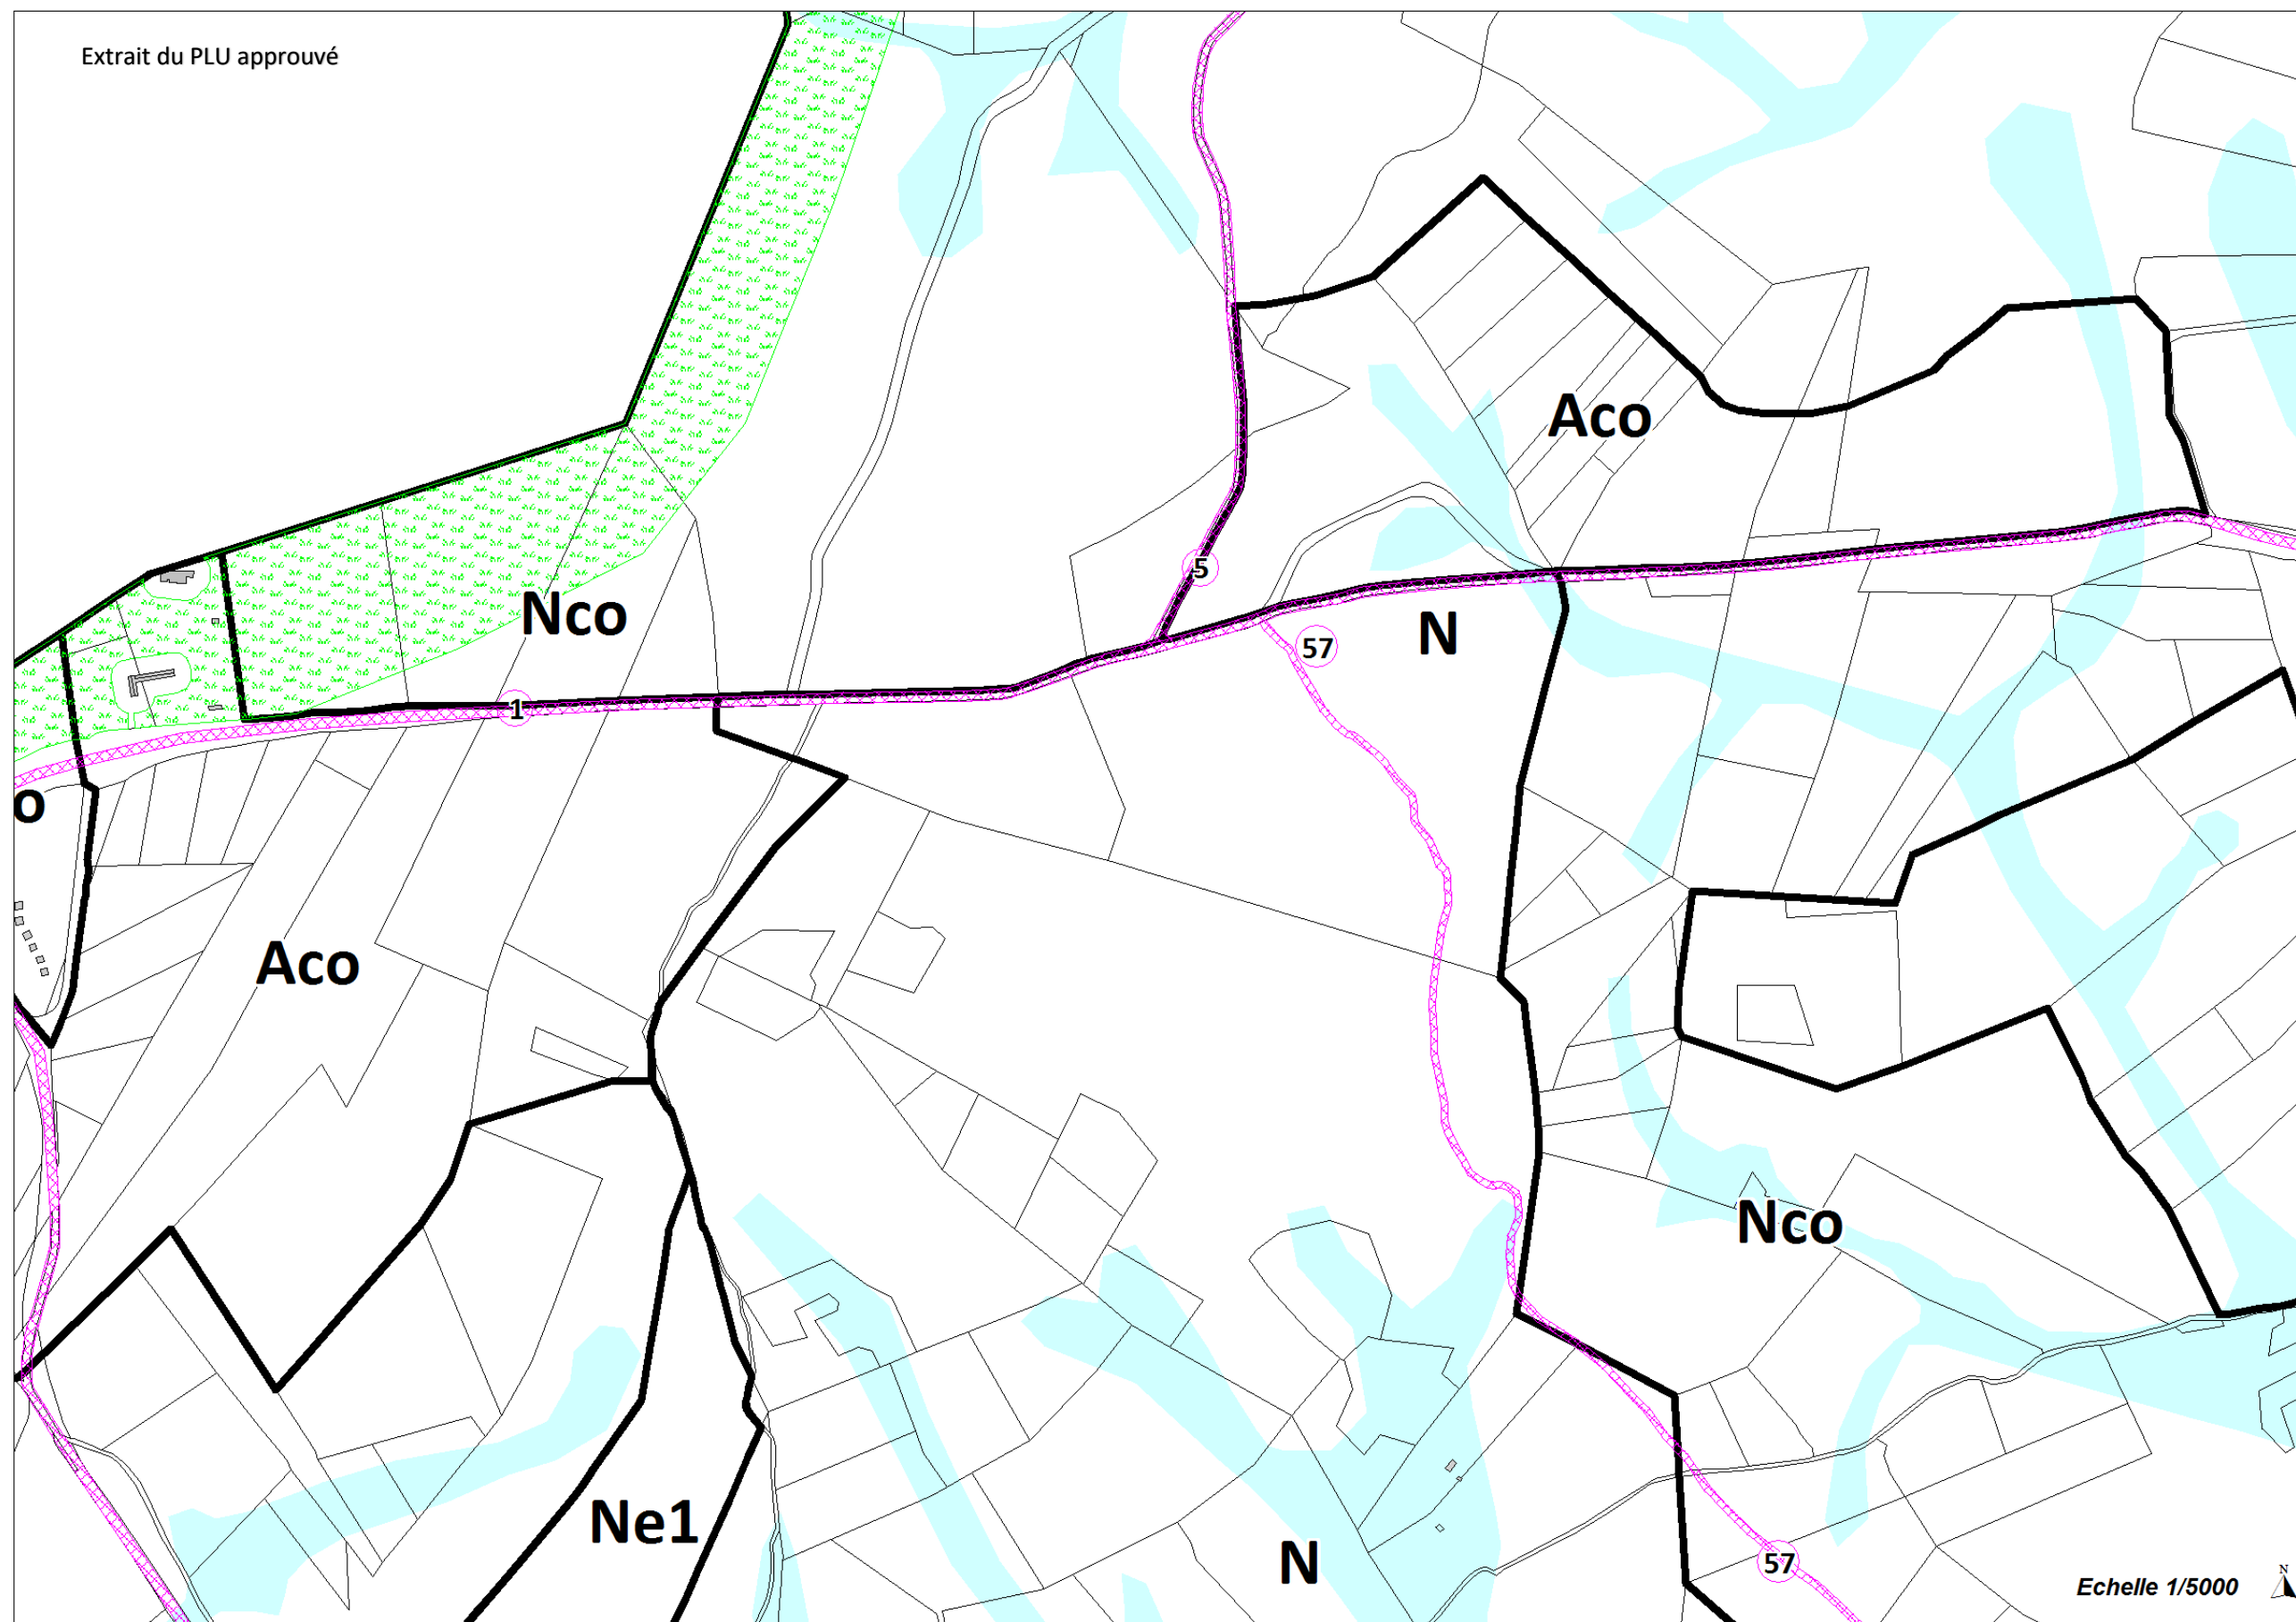 Extrait du PLU approuvé
Aco
5
Nco
57
N
1
o
Aco
Nco
Ne1
N
57
Echelle 1/5000
N